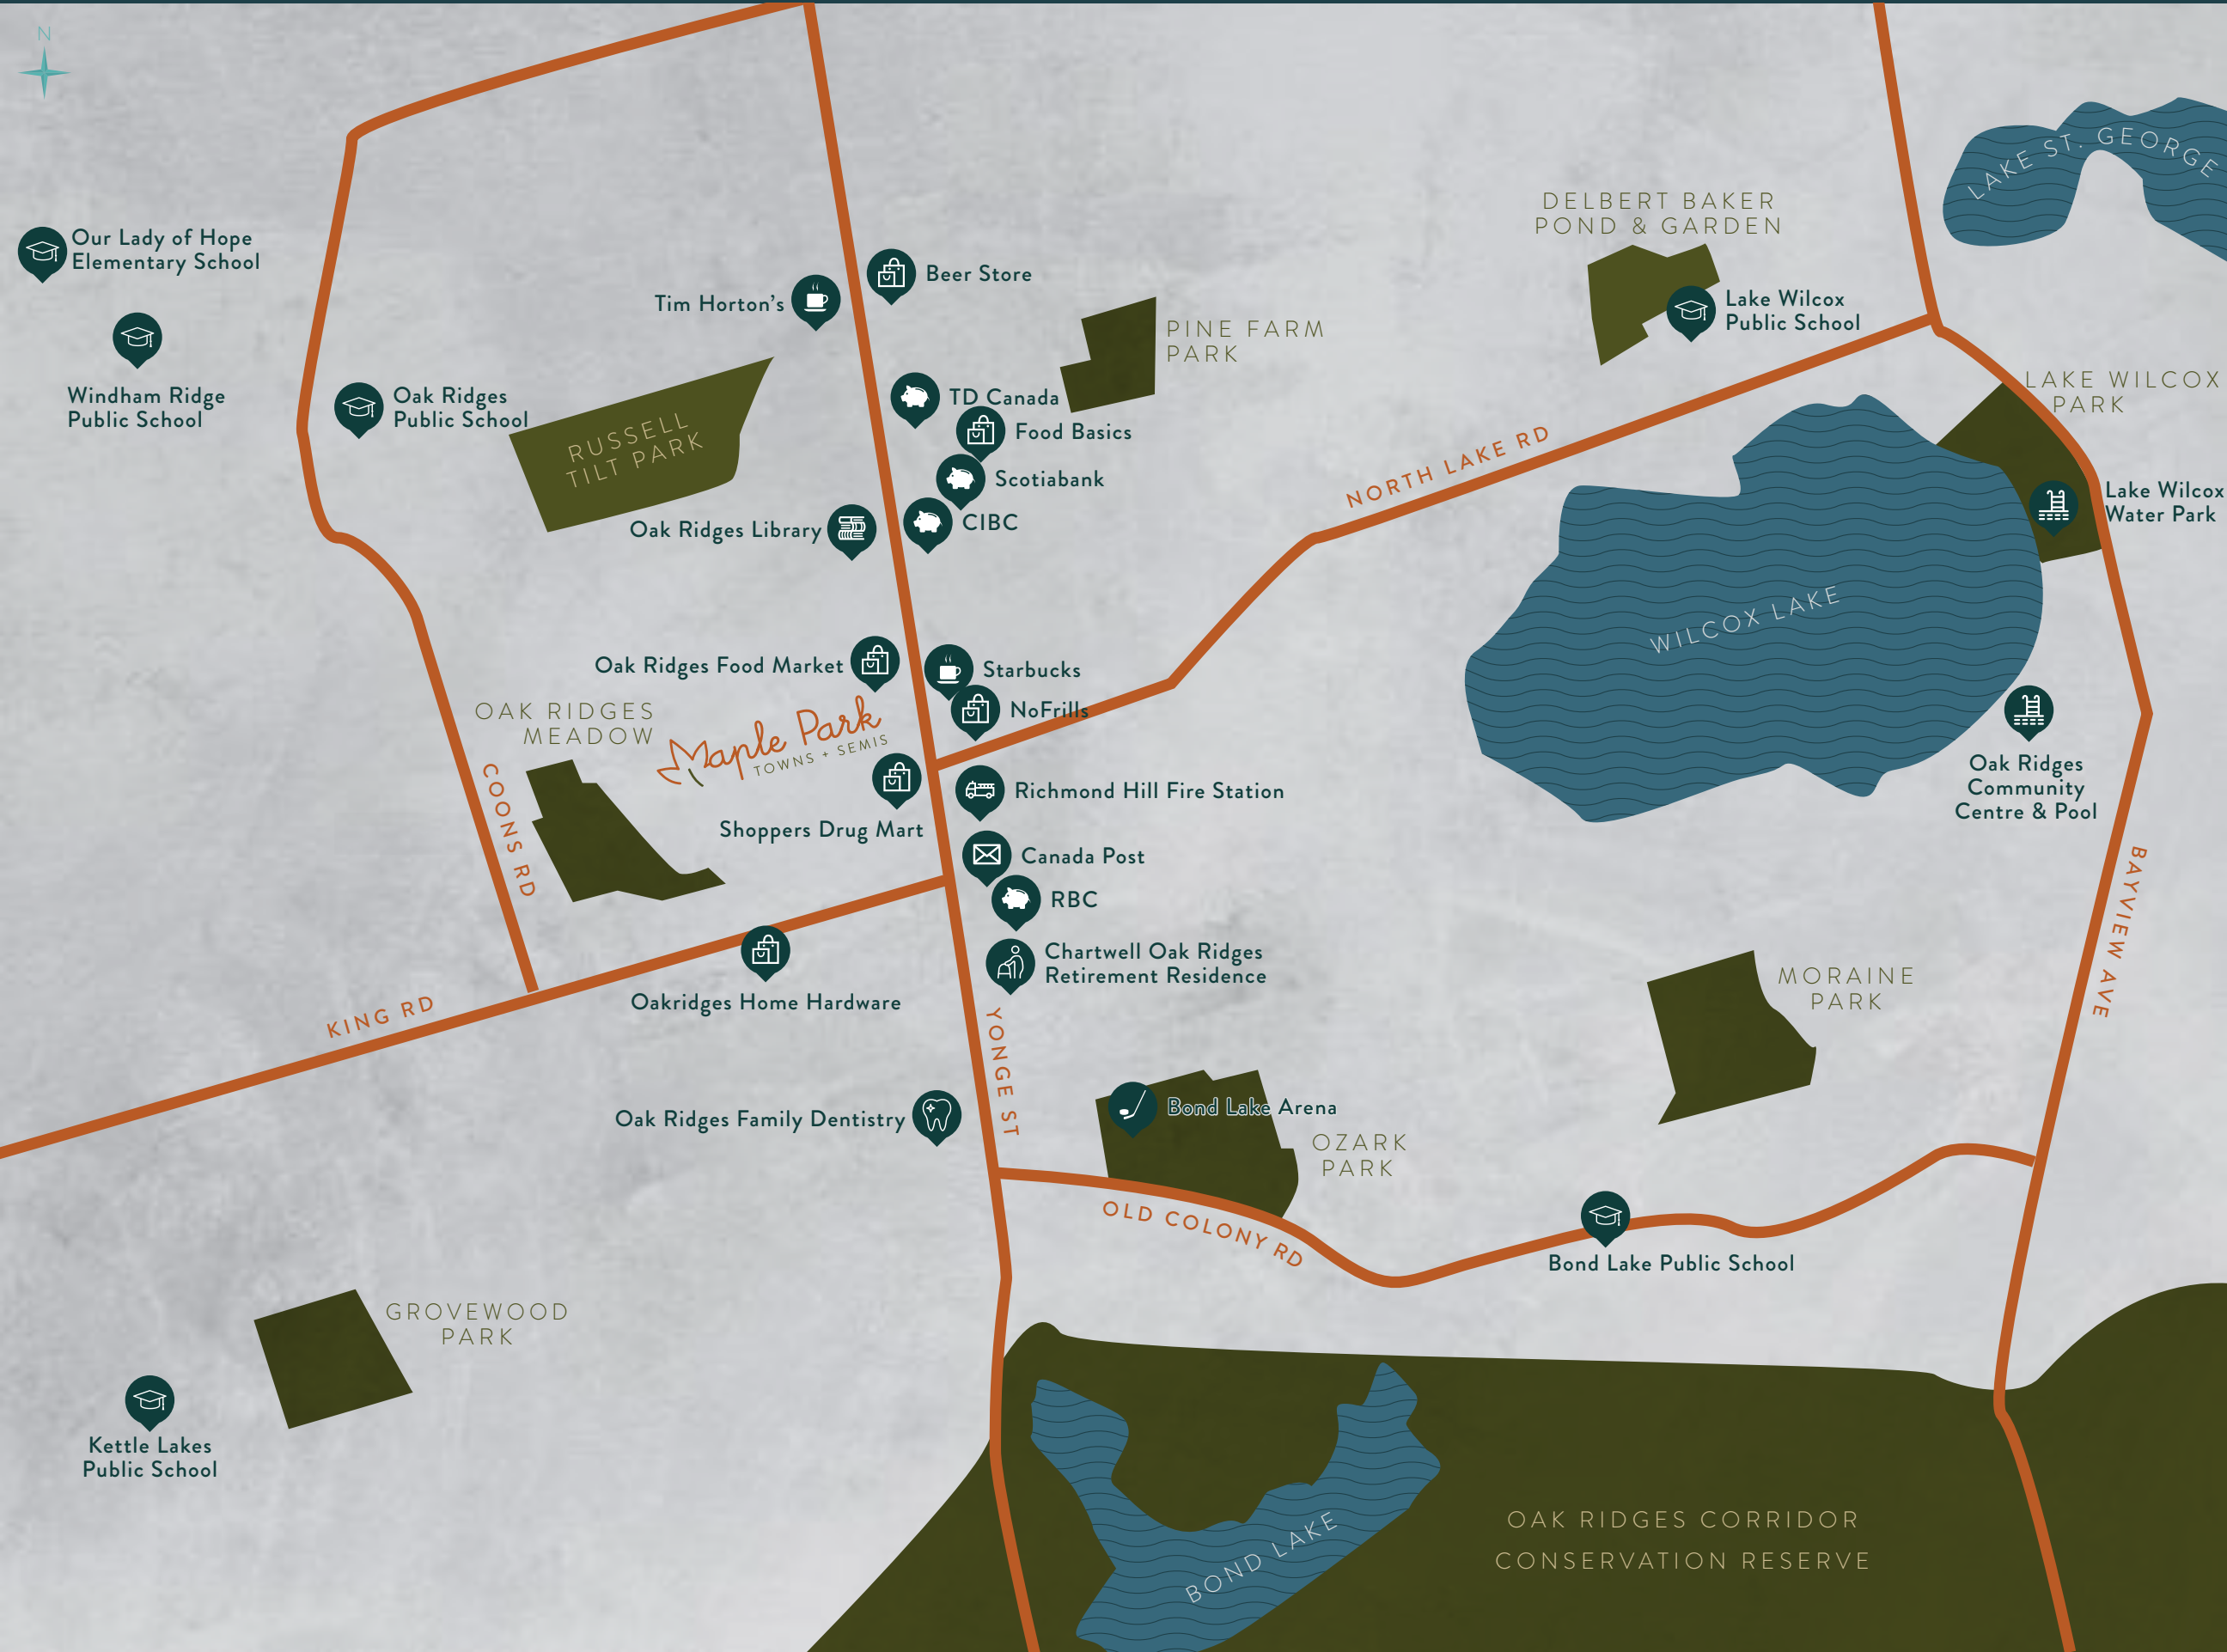 N
LAKE ST. GEORGE
DELBERT BAKER
POND & GARDEN
Our Lady of Hope
Elementary School
Beer Store
Tim Horton's
Lake Wilcox
Public School
PINE FARM
PARK
Windham Ridge
Public School
Oak Ridges
Public School
TD Canada
LAKE WILCOX
PARK
RUSSELL
TILT PARK
Food Basics
NORTH LAKE RD
Scotiabank
Lake Wilcox
Water Park
Oak Ridges Library
CIBC
WILCOX LAKE
Oak Ridges Food Market
Starbucks
OAK RIDGES
MEADOW
Maple Park
TOWNS + SEMIS
NoFrills
COONS RD
Richmond Hill Fire Station
Oak Ridges
Community
Centre & Pool
Shoppers Drug Mart
Canada Post
RBC
BAYVIEW AVE
Chartwell Oak Ridges
Retirement Residence
MORAINE
PARK
KING RD
Oakridges Home Hardware
YONGE ST
Oak Ridges Family Dentistry
Bond Lake Arena
OZARK
PARK
OLD COLONY RD
Bond Lake Public School
GROVEWOOD
PARK
Kettle Lakes
Public School
BOND LAKE
OAK RIDGES CORRIDOR
CONSERVATION RESERVE